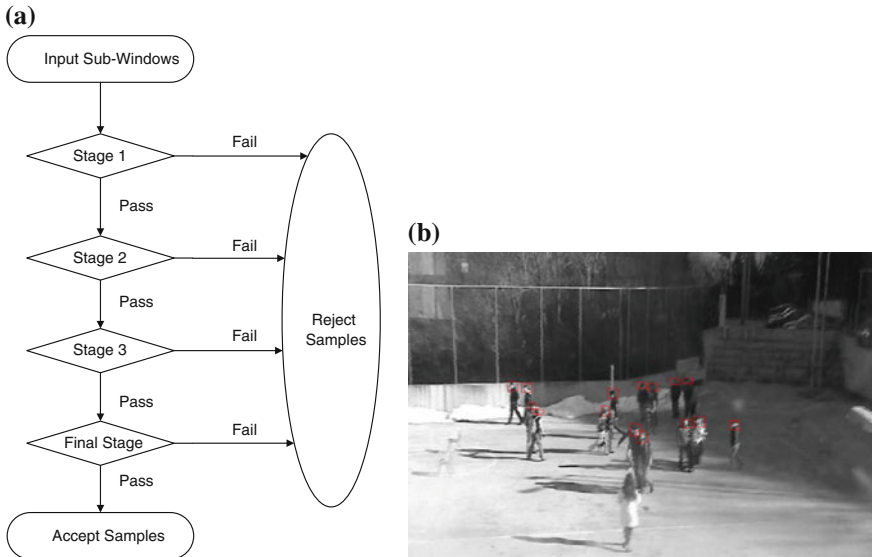 (a)
Input Sub-Windows
Stage 1
Fail
Pass
Stage 2
Fail
Pass
Stage 3
Fail
Pass
Final Stage
Fail
Pass
Accept Samples
Reject
Samples
(b)